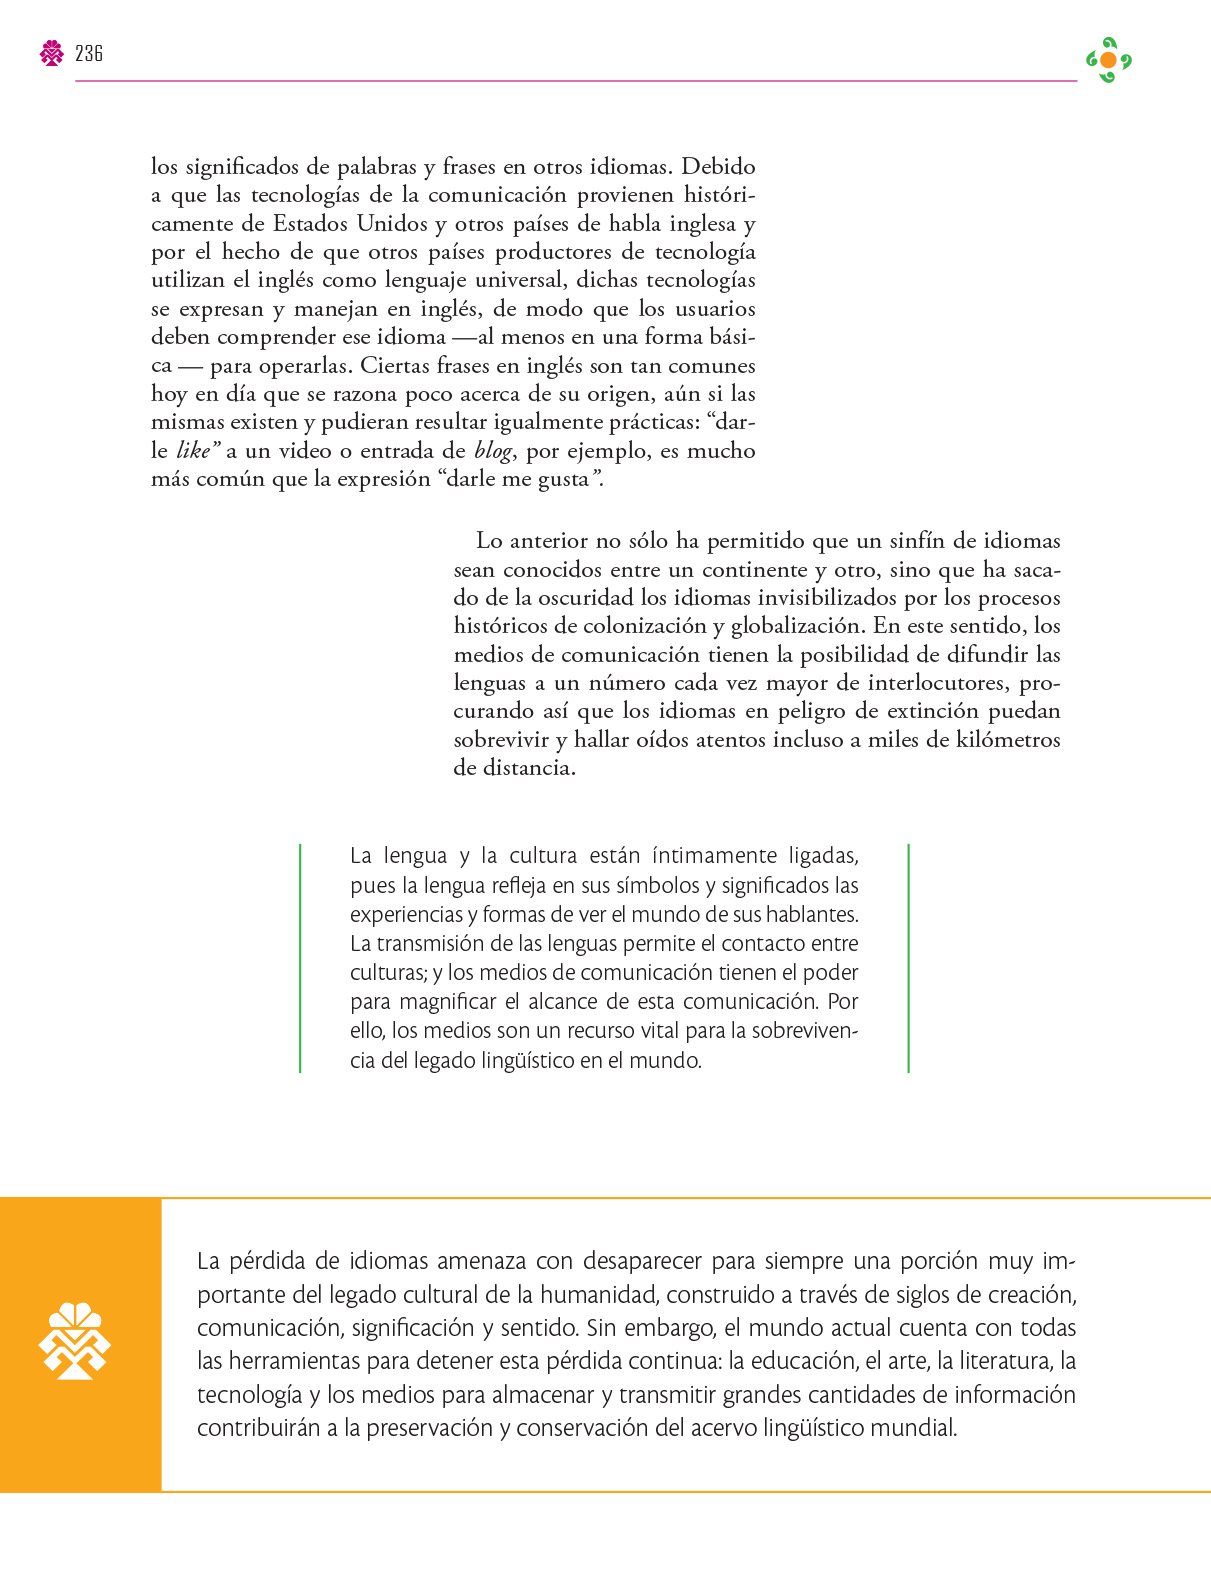 236
los significados de palabras y frases en otros idiomas. Debido
a que las tecnologías de la comunicación provienen históri-
camente de Estados Unidos y otros países de habla inglesa y
por el hecho de que otros países productores de tecnología
utilizan el inglés como lenguaje universal, dichas tecnologías
se expresan y manejan en inglés, de modo que los usuarios
deben comprender ese idioma —al menos en una forma bási-
ca — para operarlas. Ciertas frases en inglés son tan comunes
hoy en día que se razona poco acerca de su origen, aún si las
mismas existen y pudieran resultar igualmente prácticas: “dar-
le like” a un video o entrada de blog, por ejemplo, es mucho
más común que la expresión “darle me gusta”.
Lo anterior no sólo ha permitido que un sinfín de idiomas
sean conocidos entre un continente y otro, sino que ha saca-
do de la oscuridad los idiomas invisibilizados por los procesos
históricos de colonización y globalización. En este sentido, los
medios de comunicación tienen la posibilidad de difundir las
lenguas a un número cada vez mayor de interlocutores, pro-
curando así que los idiomas en peligro de extinción puedan
sobrevivir y hallar oídos atentos incluso a miles de kilómetros
de distancia.
La lengua y la cultura están íntimamente ligadas,
pues la lengua refleja en sus símbolos y significados las
experiencias y formas de ver el mundo de sus hablantes.
La transmisión de las lenguas permite el contacto entre
culturas; y los medios de comunicación tienen el poder
para magnificar el alcance de esta comunicación. Por
ello, los medios son un recurso vital para la sobreviven-
cia del legado lingüístico en el mundo.
La pérdida de idiomas amenaza con desaparecer para siempre una porción muy im-
portante del legado cultural de la humanidad, construido a través de siglos de creación,
comunicación, significación y sentido. Sin embargo, el mundo actual cuenta con todas
las herramientas para detener esta pérdida continua: la educación, el arte, la literatura, la
tecnología y los medios para almacenar y transmitir grandes cantidades de información
contribuirán a la preservación y conservación del acervo lingüístico mundial.